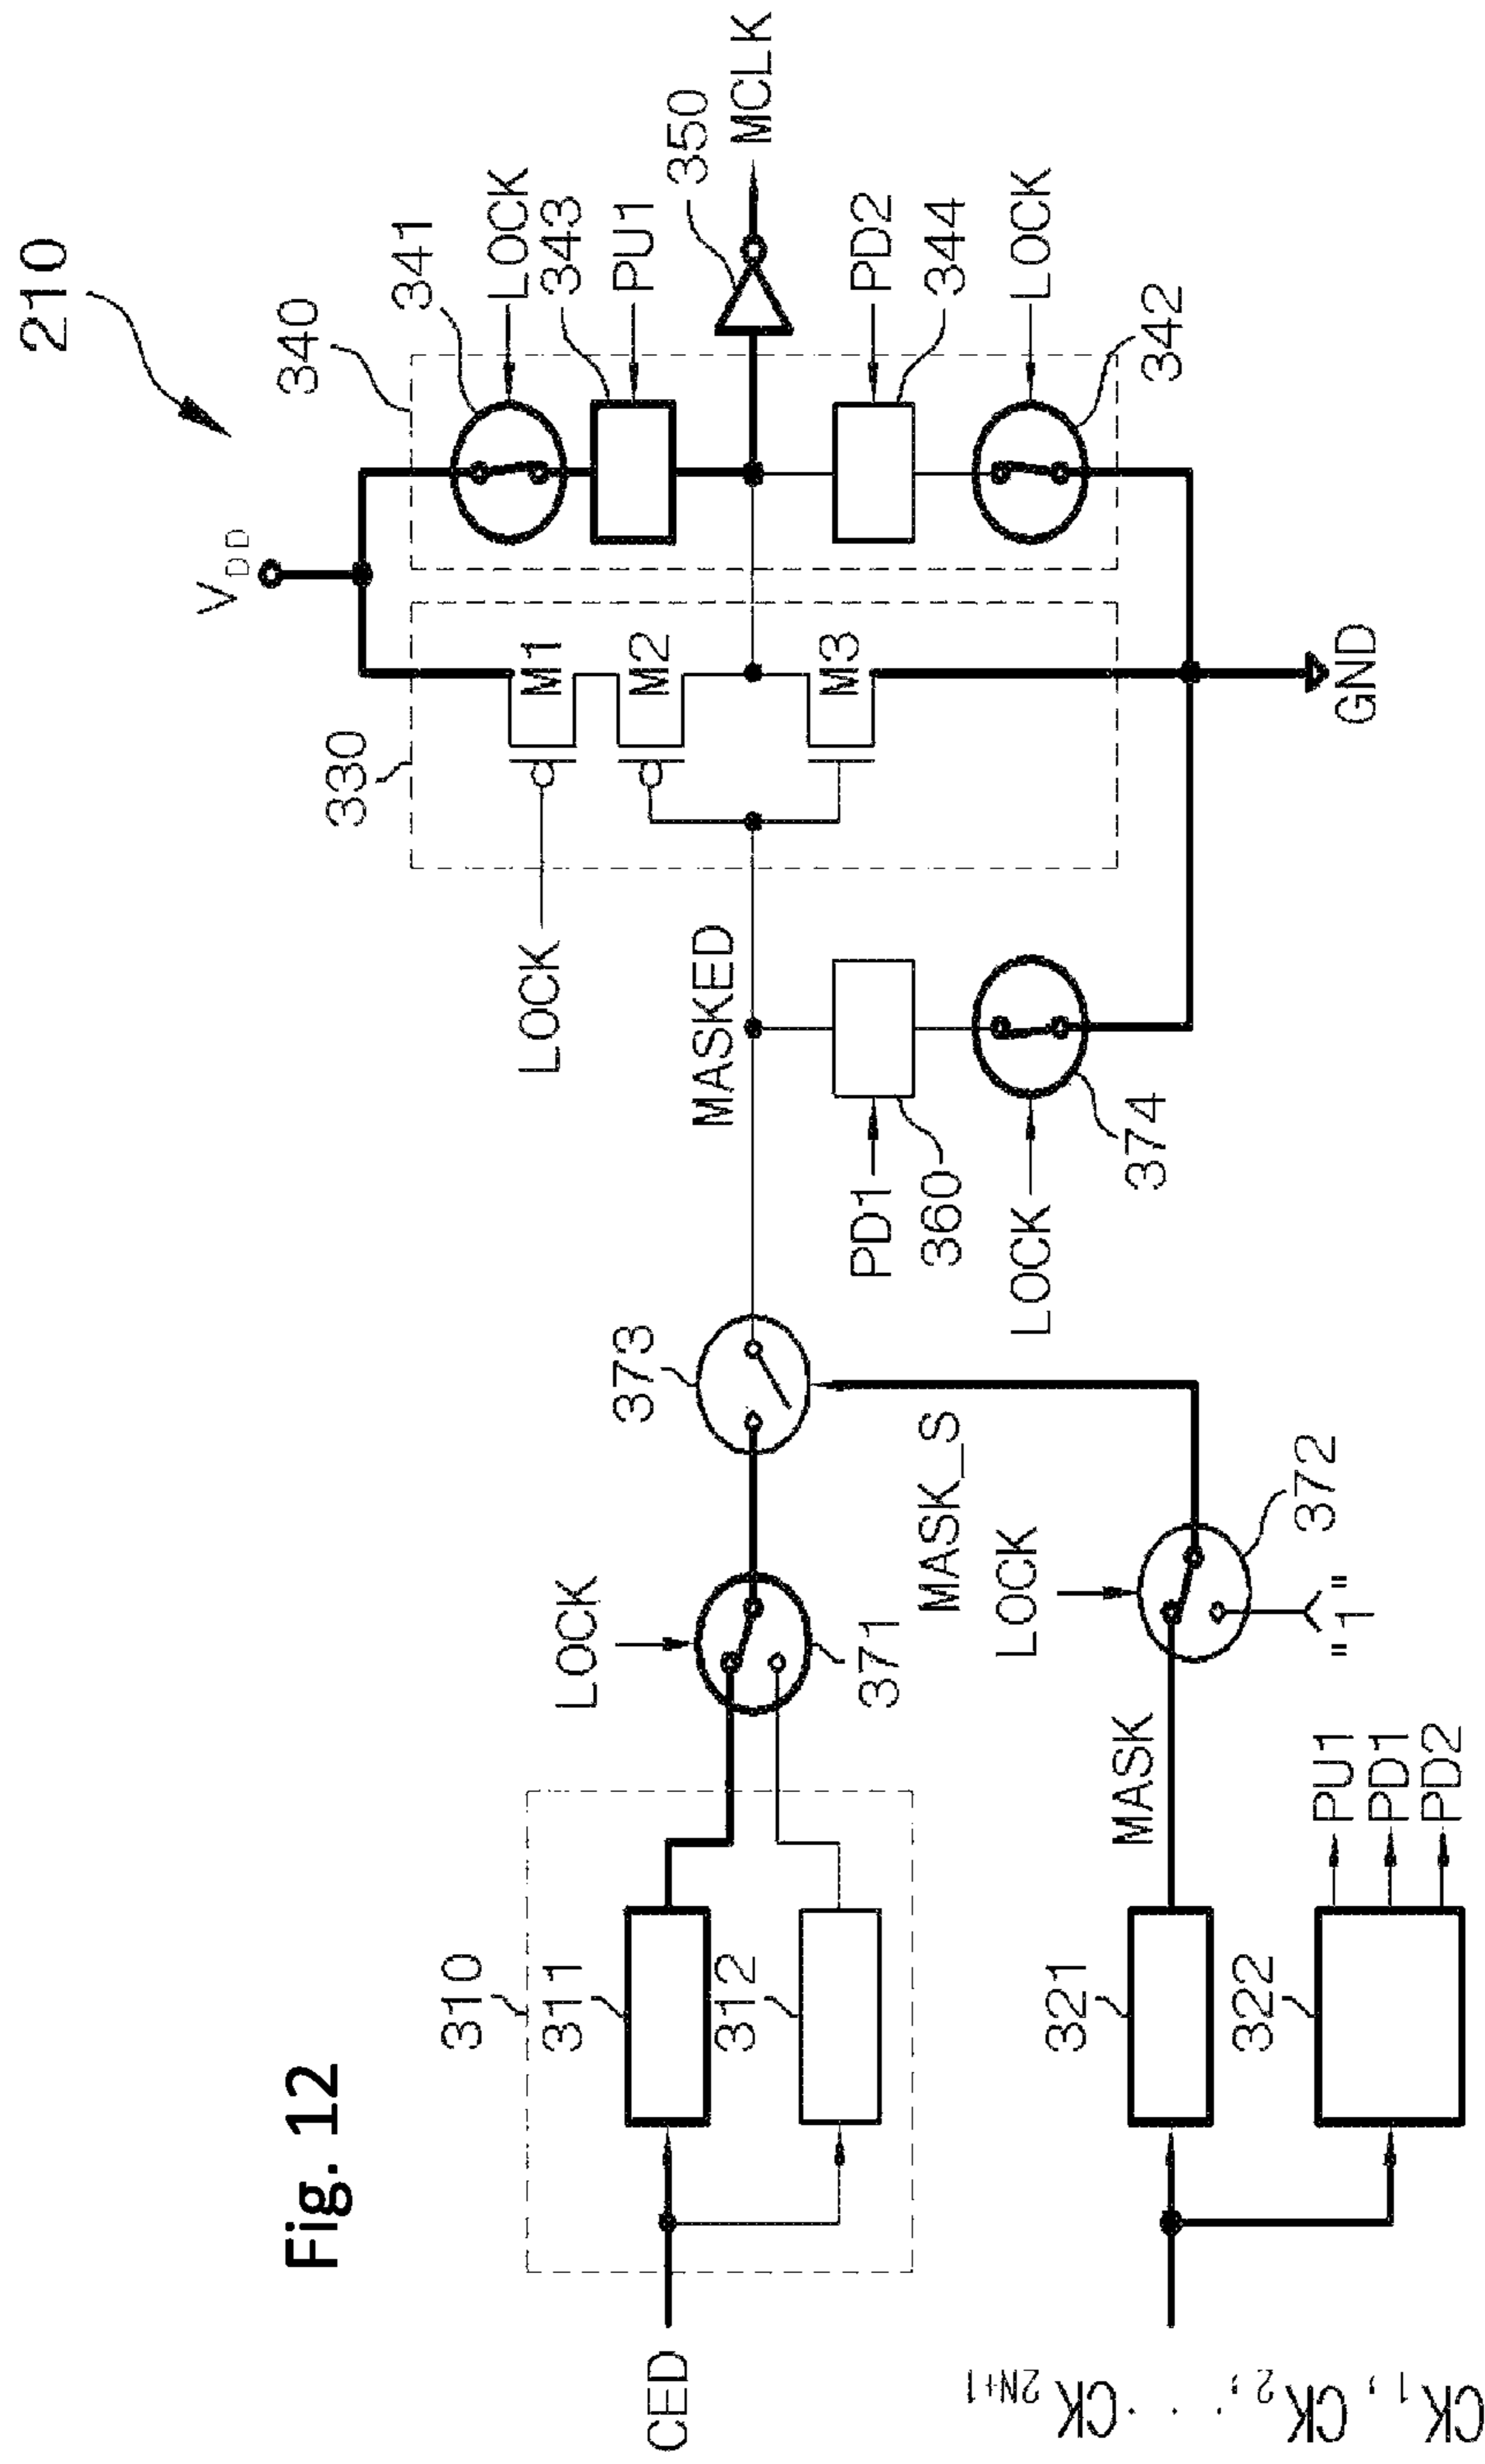 Fig. 12
210
V_DD
340
341
LOCK
343
PU1
350
MCLK
PD2
344
LOCK
342
330
LOCK
M1
M2
M3
GND
MASKED
PD1
360
LOCK
374
373
MASK_S
LOCK
371
LOCK
372
"1"
310
311
312
CED
MASK
321
322
PU1
PD1
PD2
CK₁, CK₂, ··· CK₂N+1